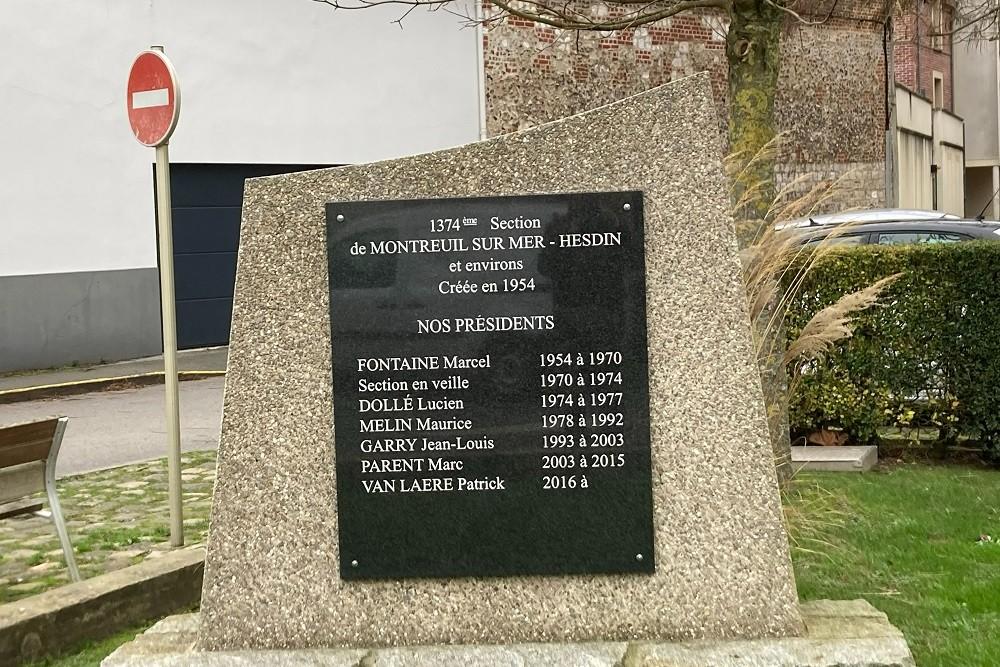 1374ème Section
de MONTREUIL SUR MER - HESDIN
et environs
Créée en 1954
NOS PRÉSIDENTS
FONTAINE Marcel 1954 à 1970
Section en veille 1970 à 1974
DOLLÉ Lucien 1974 à 1977
MELIN Maurice 1978 à 1992
GARRY Jean-Louis 1993 à 2003
PARENT Marc 2003 à 2015
VAN LAERE Patrick 2016 à